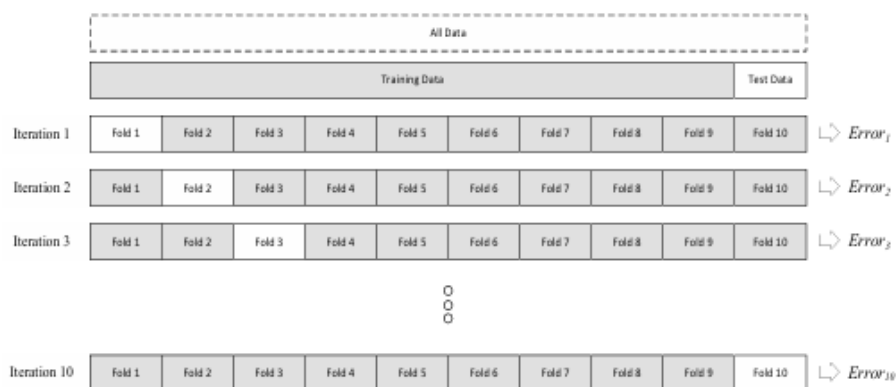 All Data
Training Data Test Data
Iteration 1 Fold 1 Fold 2 Fold 3 Fold 4 Fold 5 Fold 6 Fold 7 Fold 8 Fold 9 Fold 10 Error₁
Iteration 2 Fold 1 Fold 2 Fold 3 Fold 4 Fold 5 Fold 6 Fold 7 Fold 8 Fold 9 Fold 10 Error₂
Iteration 3 Fold 1 Fold 2 Fold 3 Fold 4 Fold 5 Fold 6 Fold 7 Fold 8 Fold 9 Fold 10 Error₃
Iteration 10 Fold 1 Fold 2 Fold 3 Fold 4 Fold 5 Fold 6 Fold 7 Fold 8 Fold 9 Fold 10 Error₁₀